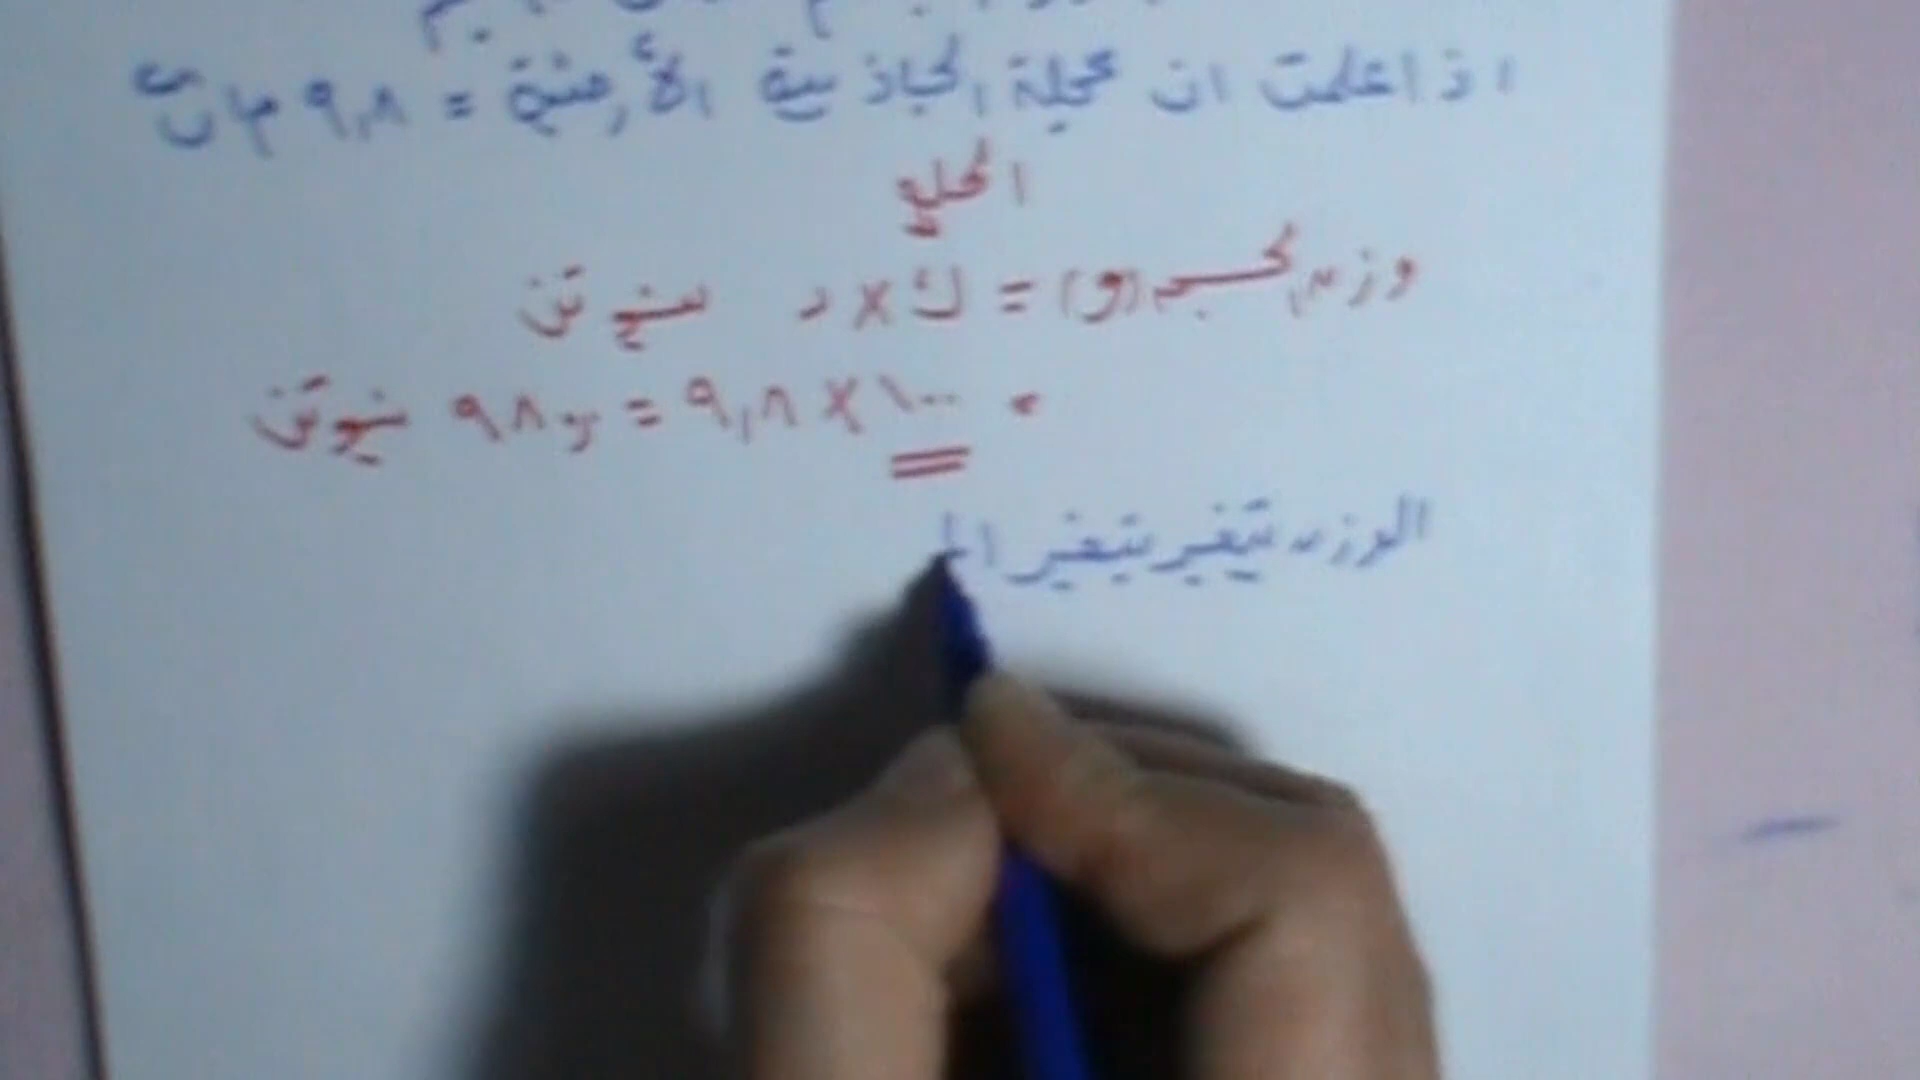 اذا علمت ان عجلة الجاذبية الأرضية = ٩,٨ م/ث٢
الحل
وزن الجسم (و) = ك × د نيوتن
= ١٠٠ × ٩,٨ = ٩٨٠ نيوتن
الوزن يتغير بتغير ا